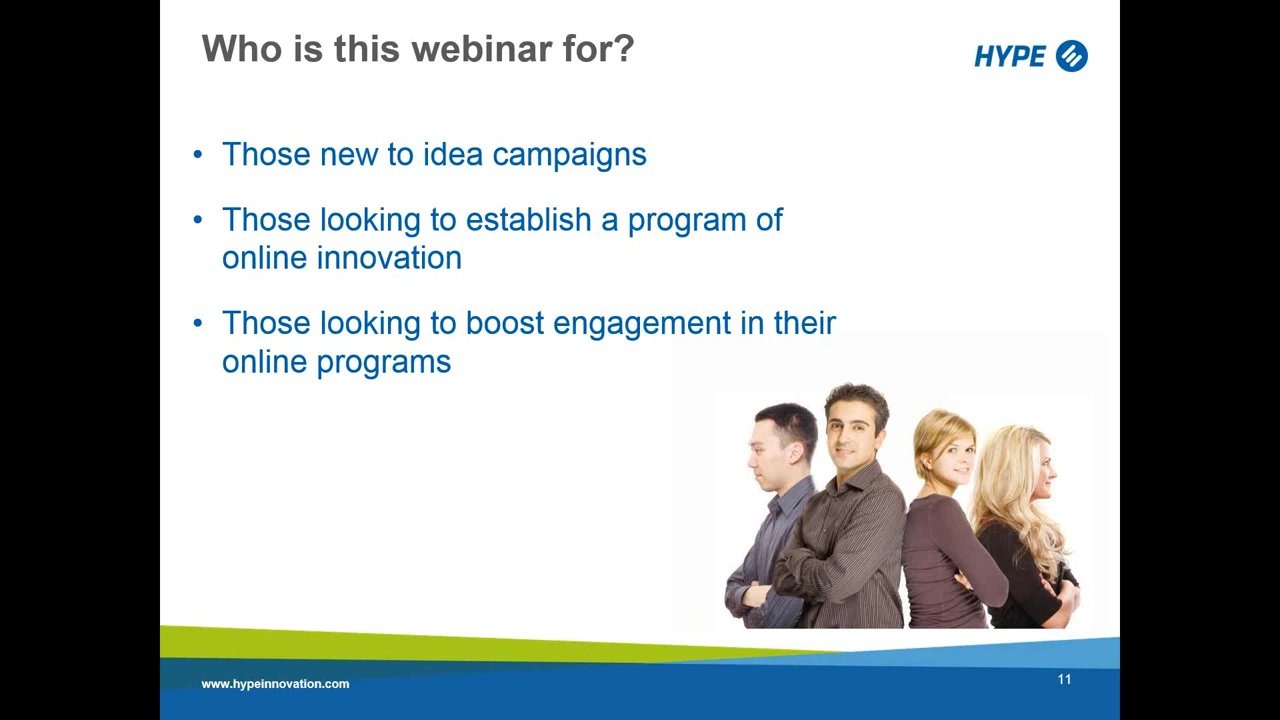 Who is this webinar for?
HYPE
• Those new to idea campaigns
• Those looking to establish a program of
online innovation
• Those looking to boost engagement in their
online programs
www.hypeinnovation.com
11